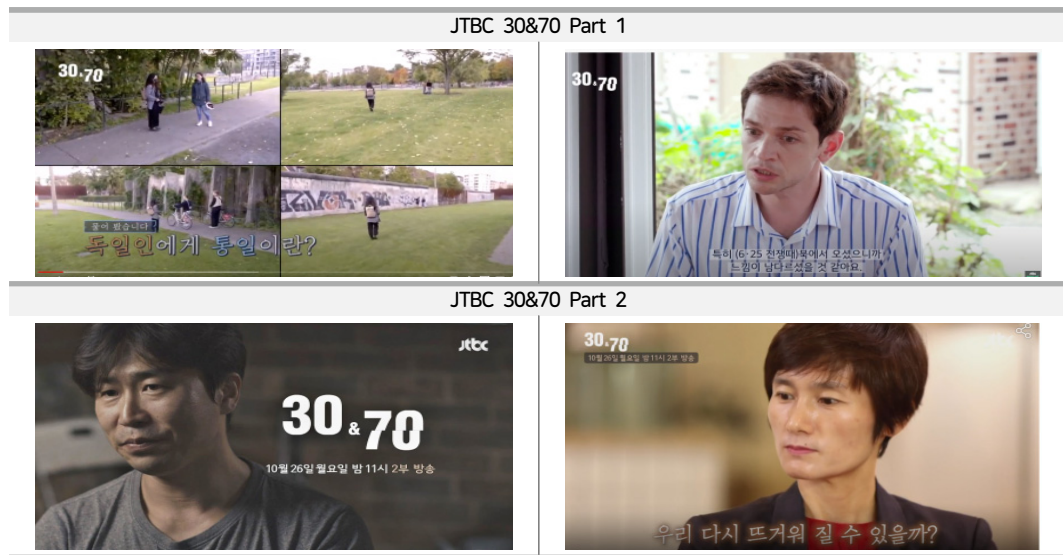 JTBC 30&70 Part 1
30&70
물어 봤습니다
독일인에게 통일이란?
30&70
특히 (6·25 전쟁때)북에서 오셨으니까
느낌이 남다르셨을 것 같아요.
JTBC 30&70 Part 2
jtbc
30&70
10월 26일 월요일 밤 11시 2부 방송
30&70
10월 26일 월요일 밤 11시 2부 방송
우리 다시 뜨거워 질 수 있을까?